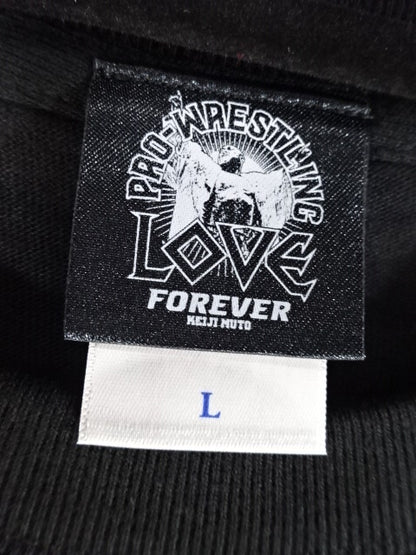 PRO-WRESTLING
LOVE
FOREVER
KEIJI MUTO
L